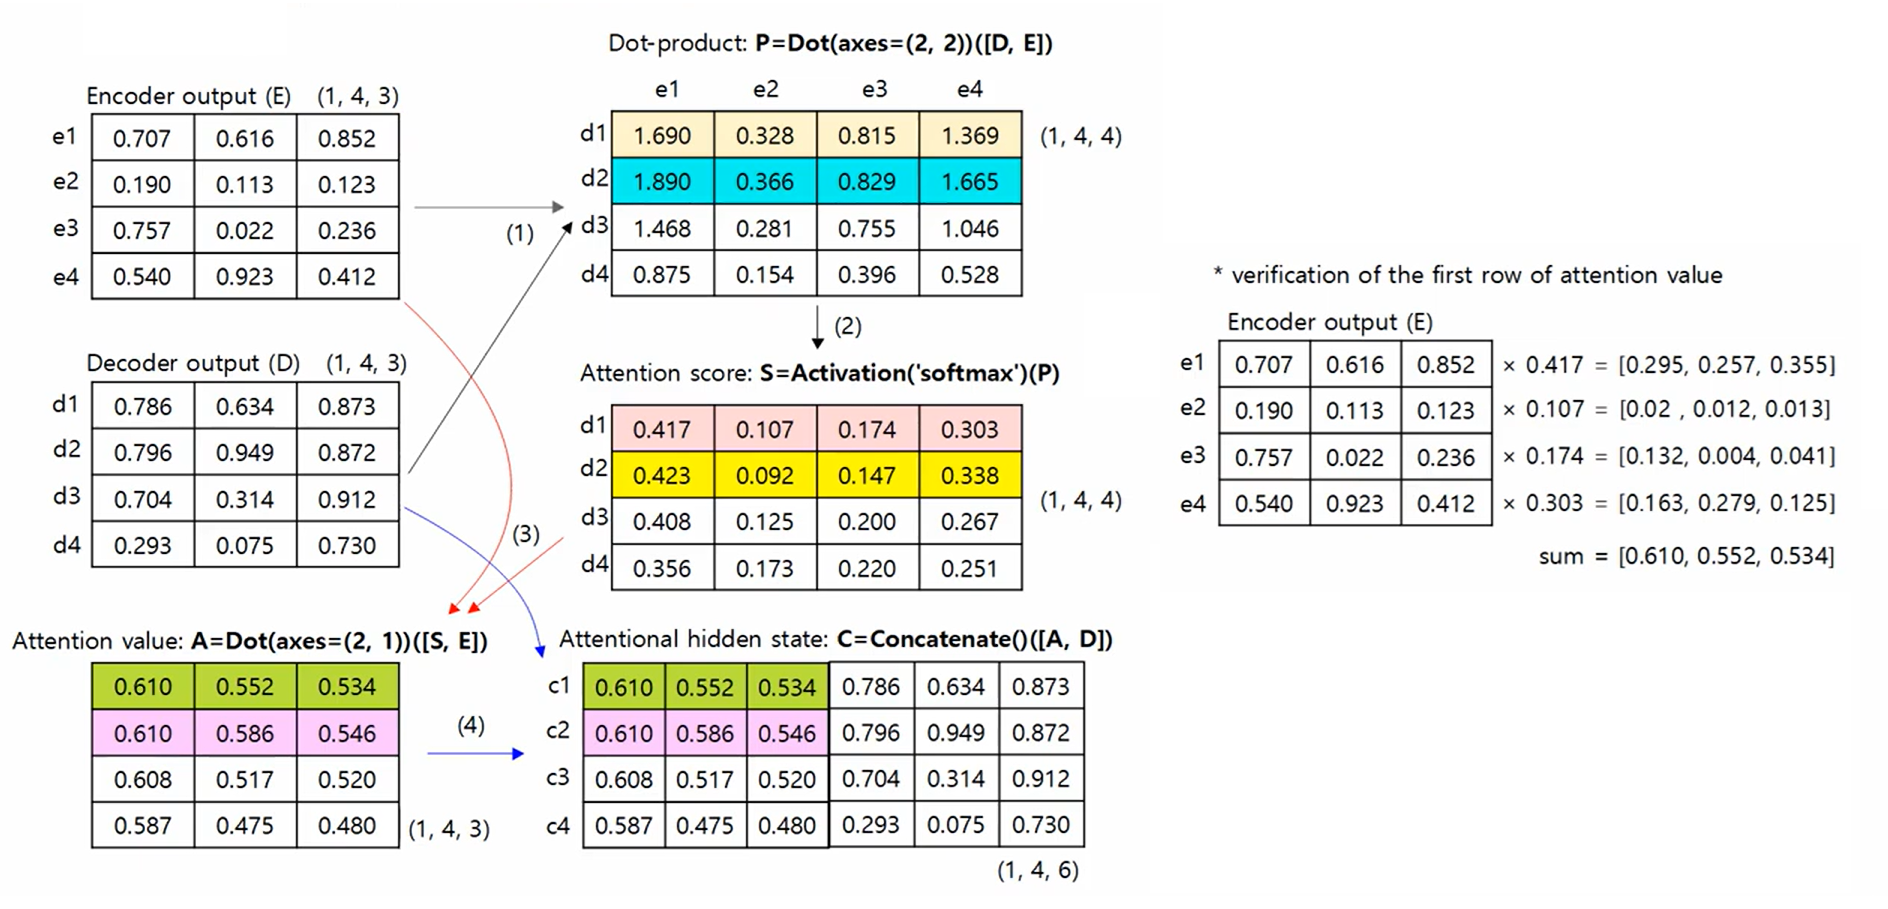 Dot-product: P=Dot(axes=(2, 2))([D, E])
e1 e2 e3 e4
Encoder output (E) (1, 4, 3)
e1 0.707 0.616 0.852
e2 0.190 0.113 0.123
e3 0.757 0.022 0.236
e4 0.540 0.923 0.412
d1 1.690 0.328 0.815 1.369 (1, 4, 4)
d2 1.890 0.366 0.829 1.665
d3 1.468 0.281 0.755 1.046
d4 0.875 0.154 0.396 0.528
(1)
(2)
Decoder output (D) (1, 4, 3)
d1 0.786 0.634 0.873
d2 0.796 0.949 0.872
d3 0.704 0.314 0.912
d4 0.293 0.075 0.730
Attention score: S=Activation('softmax')(P)
d1 0.417 0.107 0.174 0.303
d2 0.423 0.092 0.147 0.338
(1, 4, 4)
d3 0.408 0.125 0.200 0.267
d4 0.356 0.173 0.220 0.251
(3)
* verification of the first row of attention value
Encoder output (E)
e1 0.707 0.616 0.852 × 0.417 = [0.295, 0.257, 0.355]
e2 0.190 0.113 0.123 × 0.107 = [0.02 , 0.012, 0.013]
e3 0.757 0.022 0.236 × 0.174 = [0.132, 0.004, 0.041]
e4 0.540 0.923 0.412 × 0.303 = [0.163, 0.279, 0.125]
sum = [0.610, 0.552, 0.534]
Attention value: A=Dot(axes=(2, 1))([S, E])
0.610 0.552 0.534
0.610 0.586 0.546
0.608 0.517 0.520
0.587 0.475 0.480 (1, 4, 3)
(4)
Attentional hidden state: C=Concatenate()([A, D])
c1 0.610 0.552 0.534 0.786 0.634 0.873
c2 0.610 0.586 0.546 0.796 0.949 0.872
c3 0.608 0.517 0.520 0.704 0.314 0.912
c4 0.587 0.475 0.480 0.293 0.075 0.730
(1, 4, 6)